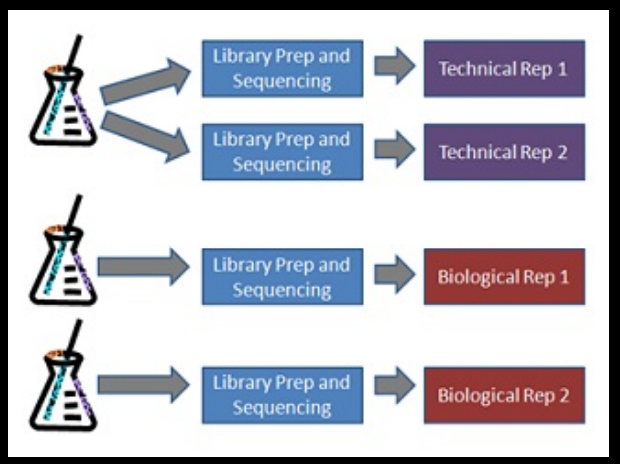 Library Prep and
Sequencing
Technical Rep 1
Library Prep and
Sequencing
Technical Rep 2
Library Prep and
Sequencing
Biological Rep 1
Library Prep and
Sequencing
Biological Rep 2